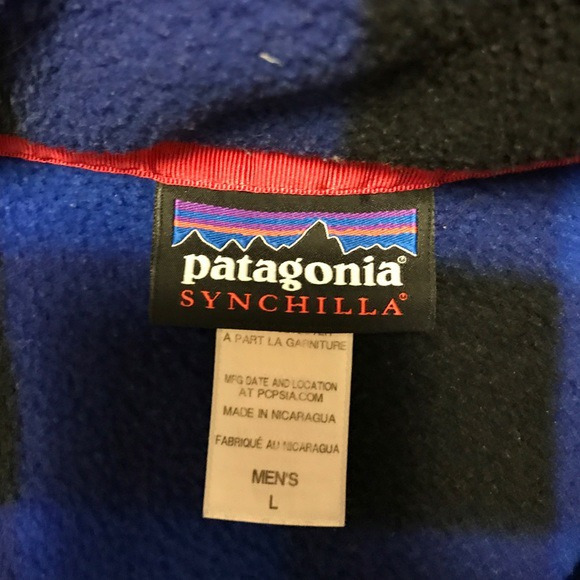 patagonia®
SYNCHILLA®
À PART LA GARNITURE
MFG DATE AND LOCATION
AT PCPSIA.COM
MADE IN NICARAGUA
FABRIQUÉ AU NICARAGUA
MEN'S
L